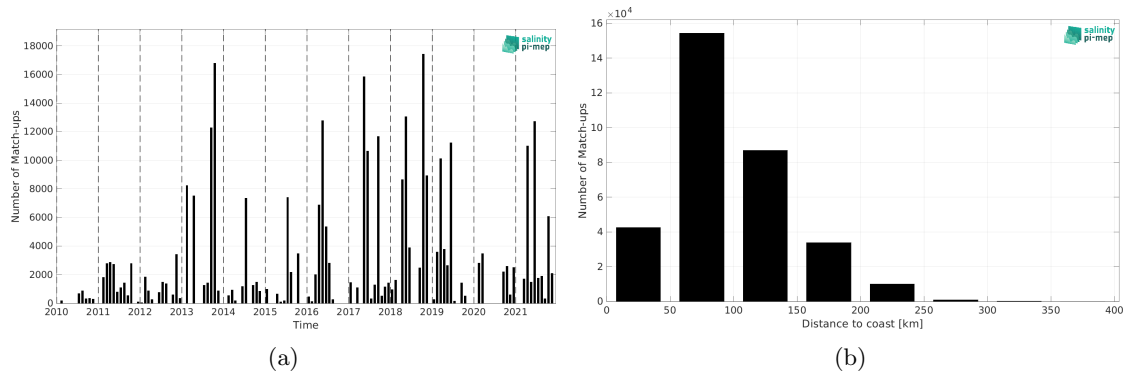 salinity
pi-mep
18000
16000
14000
12000
10000
8000
6000
4000
2000
0
Number of Match-ups
2010 2011 2012 2013 2014 2015 2016 2017 2018 2019 2020 2021
Time
(a)
×10⁴
salinity
pi-mep
16
14
12
10
8
6
4
2
0
Number of Match-ups
0 50 100 150 200 250 300 350 400
Distance to coast [km]
(b)